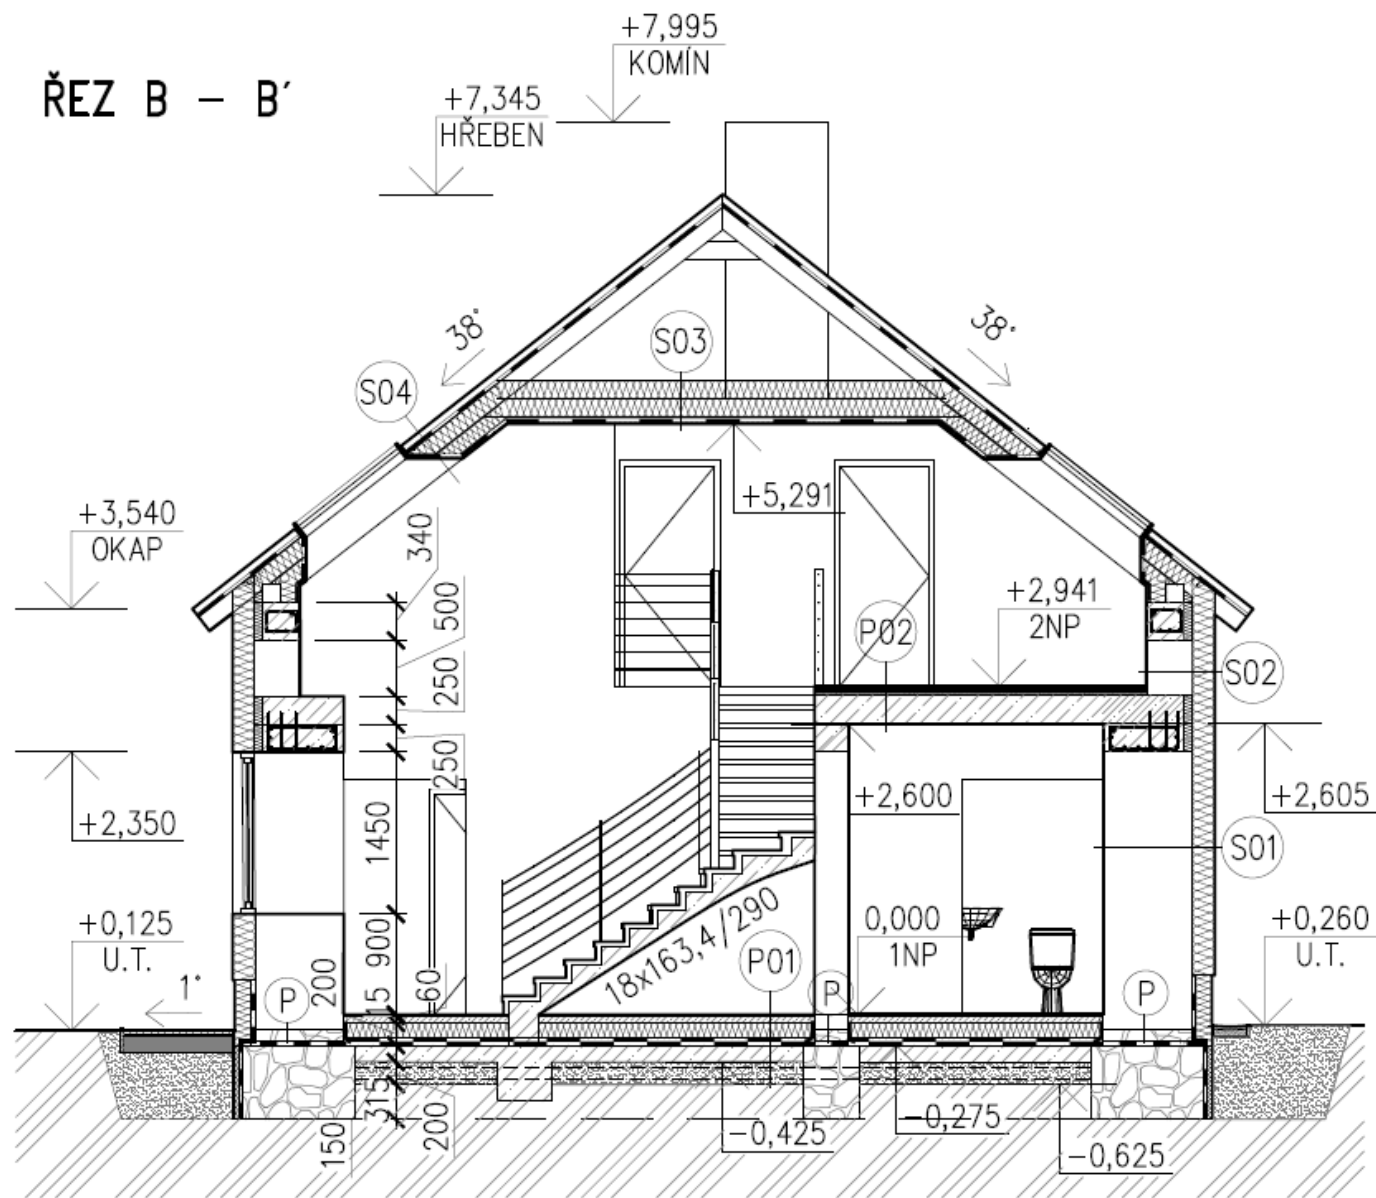 +7,995
KOMÍN
ŘEZ B – B´
+7,345
HŘEBEN
38°
38°
S03
S04
+5,291
+3,540
OKAP
340
500
+2,941
2NP
P02
S02
250
250
+2,350
1450
+2,600
+2,605
S01
+0,125
U.T.
900
0,000
1NP
+0,260
U.T.
18x163,4/290
P01
1°
200
15
60
P
P
P
315
150
200
-0,425
-0,275
-0,625